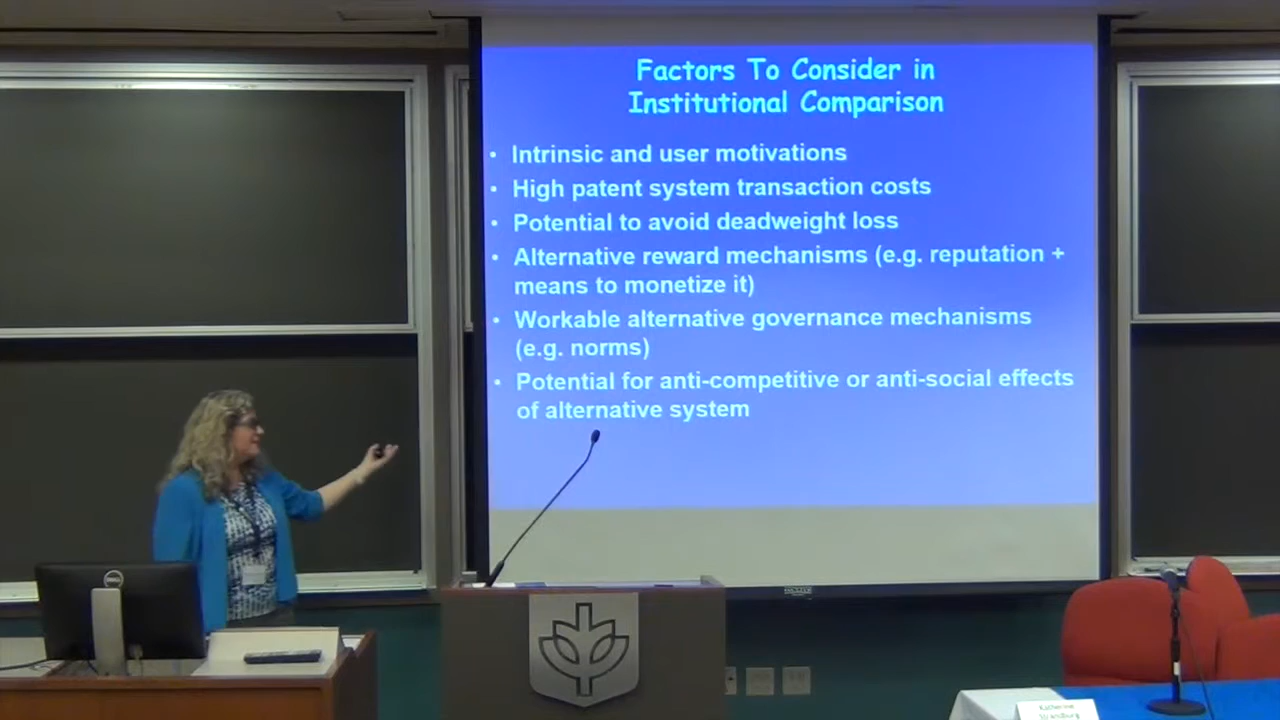 Factors To Consider in
Institutional Comparison
• Intrinsic and user motivations
• High patent system transaction costs
• Potential to avoid deadweight loss
• Alternative reward mechanisms (e.g. reputation +
means to monetize it)
• Workable alternative governance mechanisms
(e.g. norms)
• Potential for anti-competitive or anti-social effects
of alternative system
DELL
Katherine
Strandburg